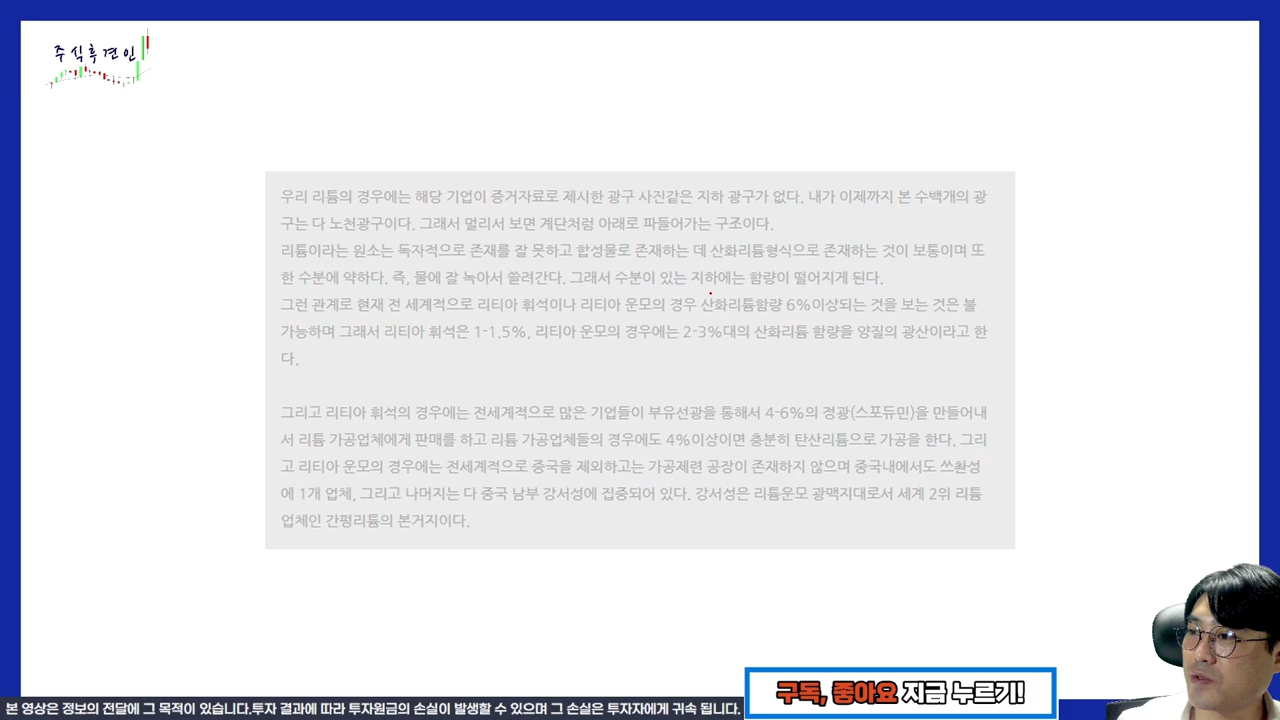 주식후견인
우리 리튬의 경우에는 해당 기업이 증거자료로 제시한 광구 사진같은 지하 광구가 없다. 내가 이제까지 본 수백개의 광
구는 다 노천광구이다. 그래서 멀리서 보면 계단처럼 아래로 파들어가는 구조이다.
리튬이라는 원소는 독자적으로 존재를 잘 못하고 합성물로 존재하는 데 산화리튬형식으로 존재하는 것이 보통이며 또
한 수분에 약하다. 즉, 물에 잘 녹아서 쓸려간다. 그래서 수분이 있는 지하에는 함량이 떨어지게 된다.
그런 관계로 현재 전 세계적으로 리티아 휘석이나 리티아 운모의 경우 산화리튬함량 6%이상되는 것을 보는 것은 불
가능하며 그래서 리티아 휘석은 1-1.5%, 리티아 운모의 경우에는 2-3%대의 산화리튬 함량을 양질의 광산이라고 한
다.
그리고 리티아 휘석의 경우에는 전세계적으로 많은 기업들이 부유선광을 통해서 4-6%의 정광(스포듀민)을 만들어내
서 리튬 가공업체에게 판매를 하고 리튬 가공업체들의 경우에도 4%이상이면 충분히 탄산리튬으로 가공을 한다. 그리
고 리티아 운모의 경우에는 전세계적으로 중국을 제외하고는 가공제련 공장이 존재하지 않으며 중국내에서도 쓰촨성
에 1개 업체, 그리고 나머지는 다 중국 남부 강서성에 집중되어 있다. 강서성은 리튬운모 광맥지대로서 세계 2위 리튬
업체인 간펑리튬의 본거지이다.
구독, 좋아요 지금 누르기!
본 영상은 정보의 전달에 그 목적이 있습니다.투자 결과에 따라 투자원금의 손실이 발생할 수 있으며 그 손실은 투자자에게 귀속 됩니다.